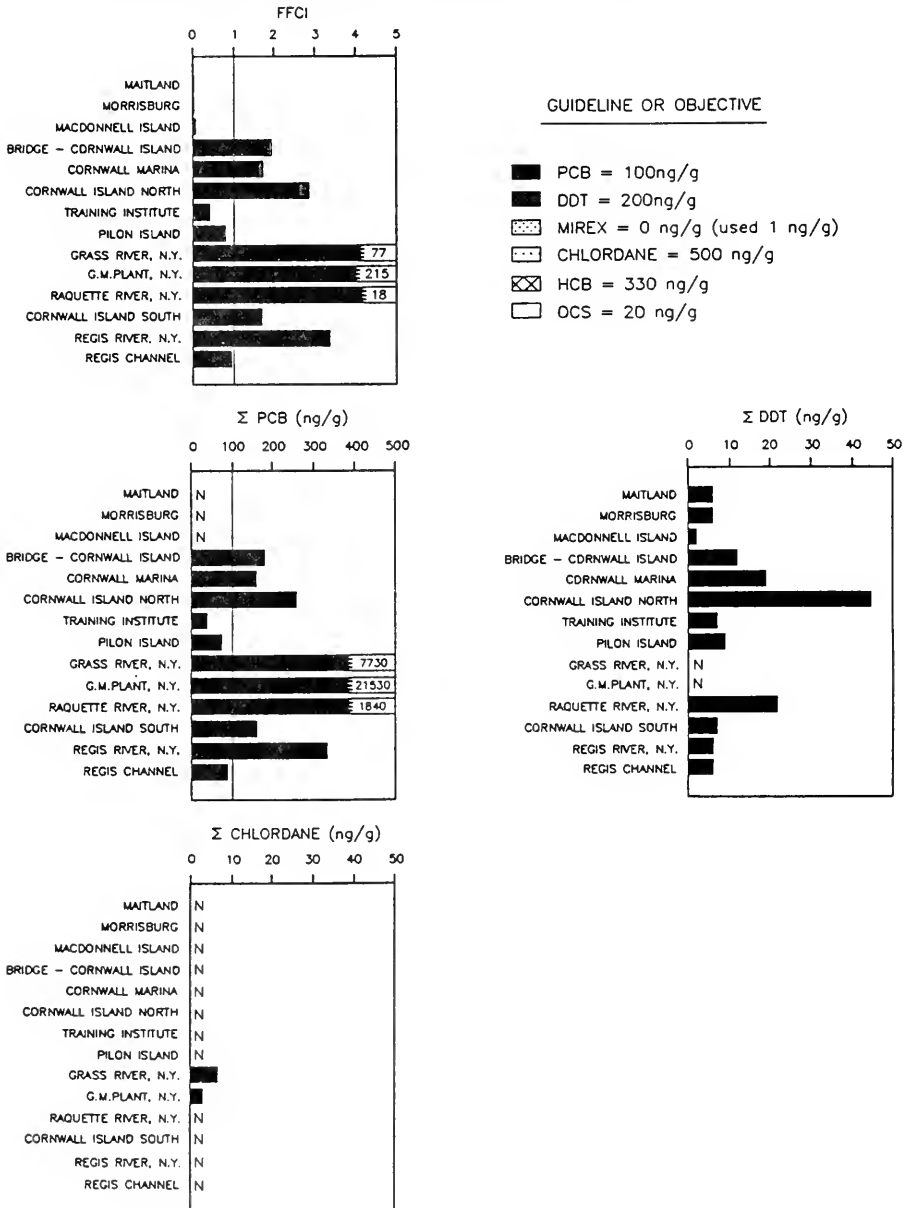 FFCI
0 1 2 3 4 5
MAITLAND
MORRISBURG
MACDONNELL ISLAND
BRIDGE – CORNWALL ISLAND
CORNWALL MARINA
CORNWALL ISLAND NORTH
TRAINING INSTITUTE
PILON ISLAND
GRASS RIVER, N.Y. 77
G.M.PLANT, N.Y. 215
RAQUETTE RIVER, N.Y. 18
CORNWALL ISLAND SOUTH
REGIS RIVER, N.Y.
REGIS CHANNEL
GUIDELINE OR OBJECTIVE
PCB = 100ng/g
DDT = 200ng/g
MIREX = 0 ng/g (used 1 ng/g)
CHLORDANE = 500 ng/g
HCB = 330 ng/g
OCS = 20 ng/g
Σ PCB (ng/g)
0 100 200 300 400 500
MAITLAND N
MORRISBURG N
MACDONNELL ISLAND N
BRIDGE – CORNWALL ISLAND
CORNWALL MARINA
CORNWALL ISLAND NORTH
TRAINING INSTITUTE
PILON ISLAND
GRASS RIVER, N.Y. 7730
G.M.PLANT, N.Y. 21530
RAQUETTE RIVER, N.Y. 1840
CORNWALL ISLAND SOUTH
REGIS RIVER, N.Y.
REGIS CHANNEL
Σ DDT (ng/g)
0 10 20 30 40 50
MAITLAND
MORRISBURG
MACDONNELL ISLAND
BRIDGE – CORNWALL ISLAND
CORNWALL MARINA
CORNWALL ISLAND NORTH
TRAINING INSTITUTE
PILON ISLAND
GRASS RIVER, N.Y. N
G.M.PLANT, N.Y. N
RAQUETTE RIVER, N.Y.
CORNWALL ISLAND SOUTH
REGIS RIVER, N.Y.
REGIS CHANNEL
Σ CHLORDANE (ng/g)
0 10 20 30 40 50
MAITLAND N
MORRISBURG N
MACDONNELL ISLAND N
BRIDGE – CORNWALL ISLAND N
CORNWALL MARINA N
CORNWALL ISLAND NORTH N
TRAINING INSTITUTE N
PILON ISLAND N
GRASS RIVER, N.Y.
G.M.PLANT, N.Y.
RAQUETTE RIVER, N.Y. N
CORNWALL ISLAND SOUTH N
REGIS RIVER, N.Y. N
REGIS CHANNEL N